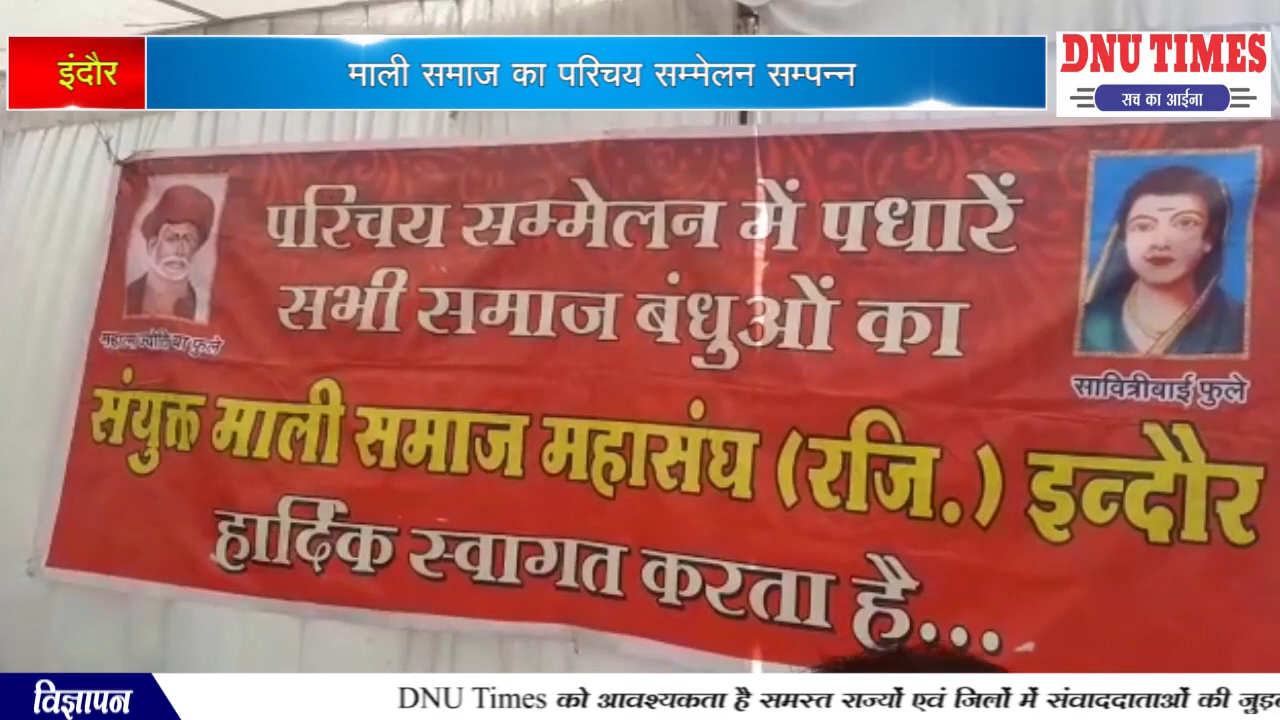 इंदौर
माली समाज का परिचय सम्मेलन सम्पन्न
DNU TIMES
सच का आईना
परिचय सम्मेलन में पधारें
सभी समाज बंधुओं का
महात्मा ज्योतिबा फुले
सावित्रीबाई फुले
संयुक्त माली समाज महासंघ (रजि.) इन्दौर
हार्दिक स्वागत करता है...
विज्ञापन
DNU Times को आवश्यकता है समस्त राज्यों एवं जिलों में संवाददाताओं की